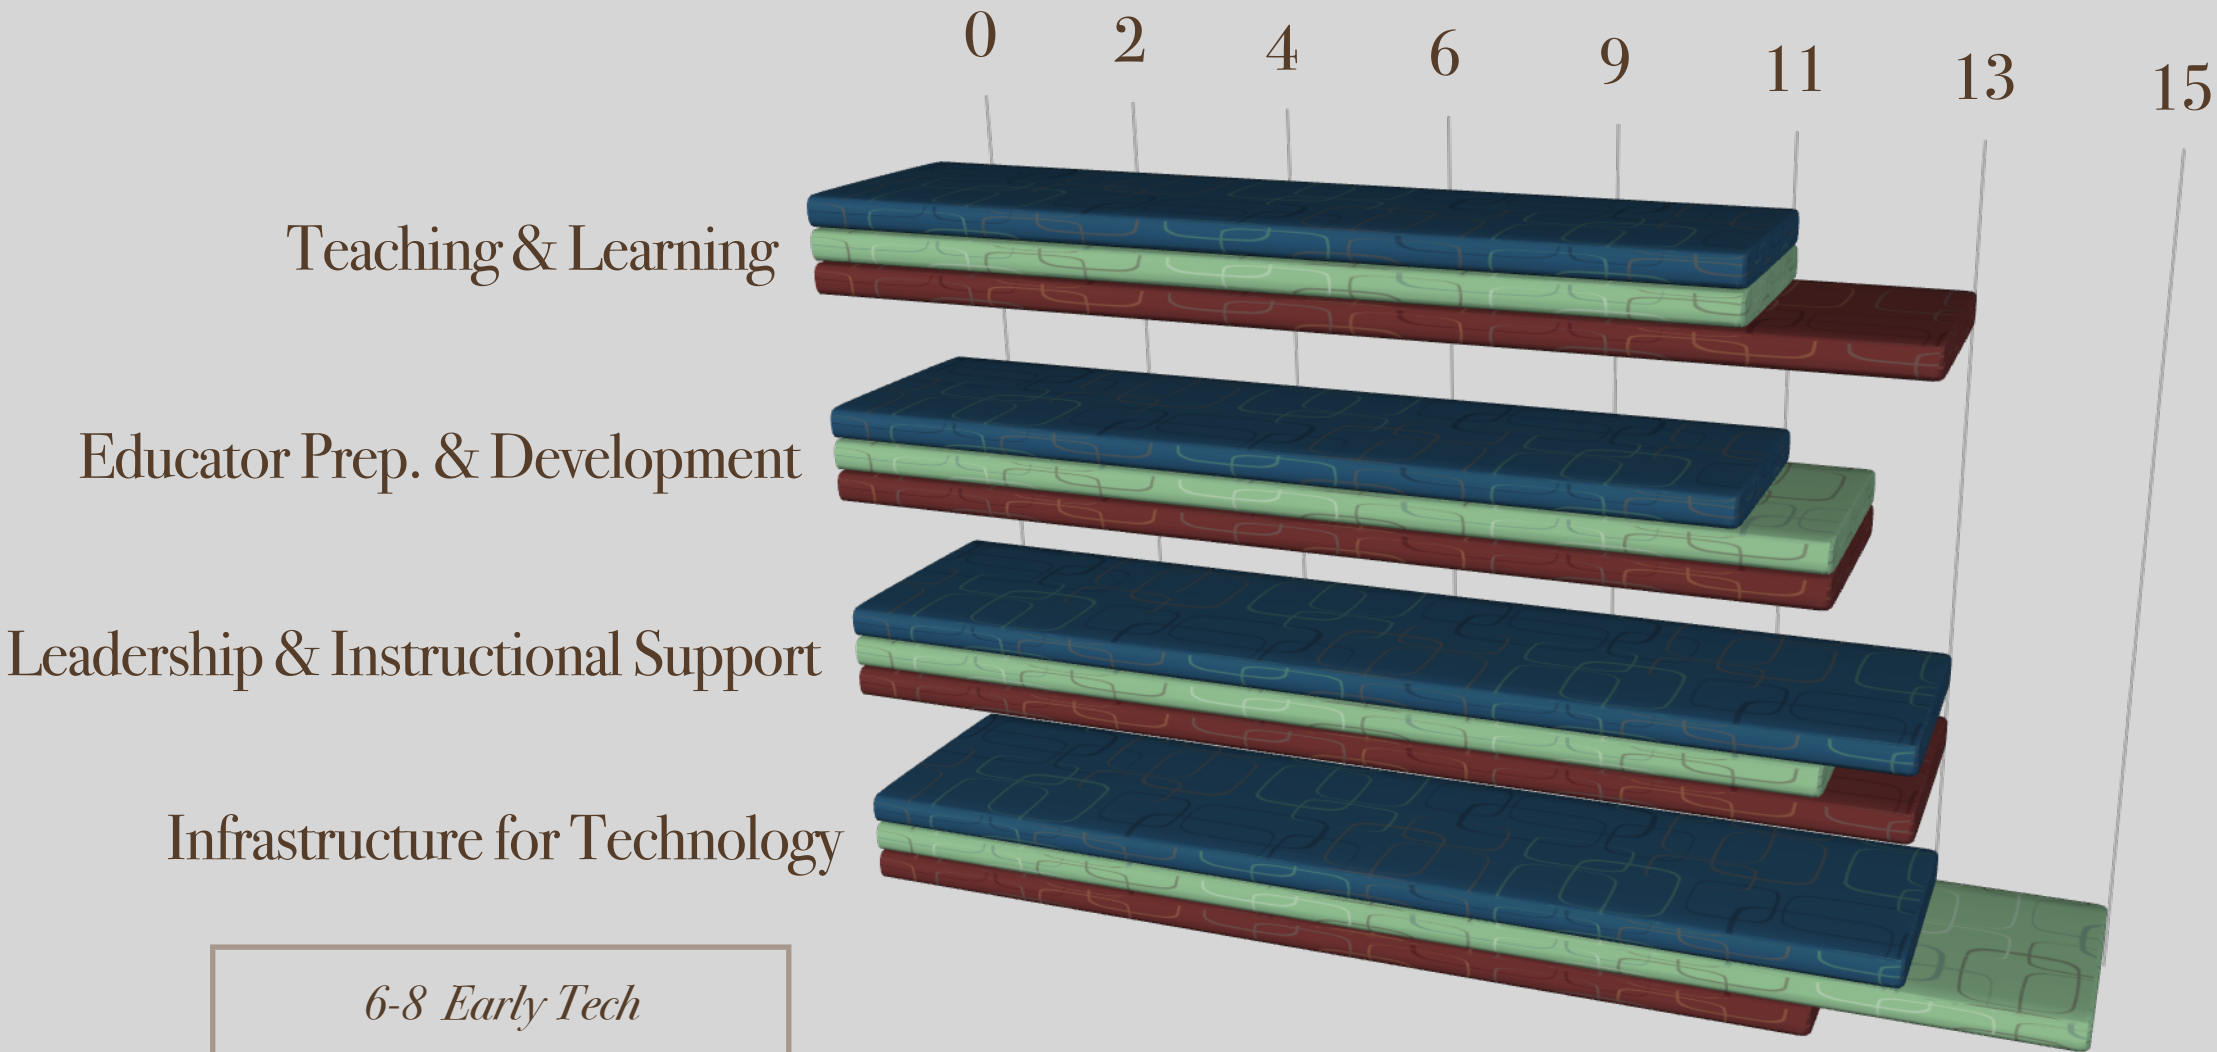 0 2 4 6 9 11 13 15
Teaching & Learning
Educator Prep. & Development
Leadership & Instructional Support
Infrastructure for Technology
6-8 Early Tech